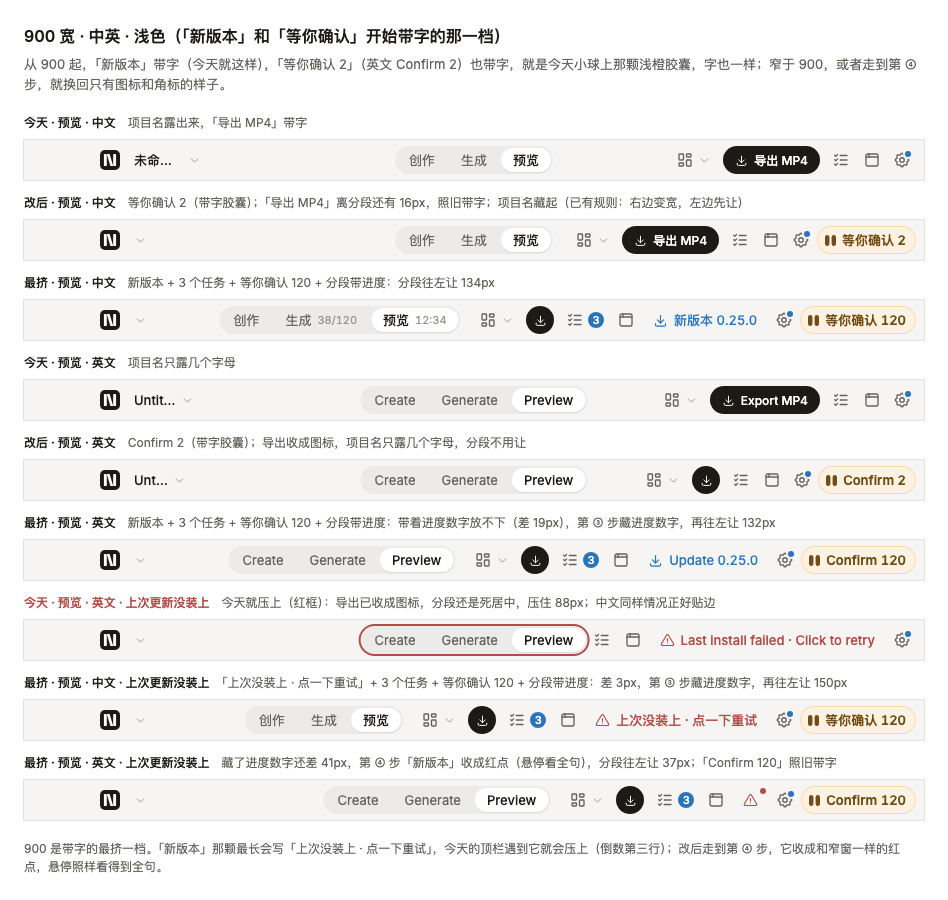 900 宽 · 中英 · 浅色（「新版本」和「等你确认」开始带字的那一档）
从 900 起，「新版本」带字（今天就这样），「等你确认 2」（英文 Confirm 2）也带字，就是今天小球上那颗浅橙胶囊，字也一样；窄于 900，或者走到第 ④
步，就换回只有图标和角标的样子。
今天 · 预览 · 中文 项目名露出来，「导出 MP4」带字
未命... 创作 生成 预览 导出 MP4
改后 · 预览 · 中文 等你确认 2（带字胶囊）；「导出 MP4」离分段还有 16px，照旧带字；项目名藏起（已有规则：右边变宽，左边先让）
创作 生成 预览 导出 MP4 等你确认 2
最挤 · 预览 · 中文 新版本 + 3 个任务 + 等你确认 120 + 分段带进度：分段往左让 134px
创作 生成 38/120 预览 12:34 3 新版本 0.25.0 等你确认 120
今天 · 预览 · 英文 项目名只露几个字母
Untit... Create Generate Preview Export MP4
改后 · 预览 · 英文 Confirm 2（带字胶囊）；导出收成图标，项目名只露几个字母，分段不用让
Unt... Create Generate Preview Confirm 2
最挤 · 预览 · 英文 新版本 + 3 个任务 + 等你确认 120 + 分段带进度：带着进度数字放不下（差 19px），第 ③ 步藏进度数字，再往左让 132px
Create Generate Preview 3 Update 0.25.0 Confirm 120
今天 · 预览 · 英文 · 上次更新没装上 今天就压上（红框）：导出已收成图标，分段还是死居中，压住 88px；中文同样情况正好贴边
Create Generate Preview Last install failed · Click to retry
最挤 · 预览 · 中文 · 上次更新没装上 「上次没装上 · 点一下重试」+ 3 个任务 + 等你确认 120 + 分段带进度：差 3px，第 ③ 步藏进度数字，再往左让 150px
创作 生成 预览 3 上次没装上 · 点一下重试 等你确认 120
最挤 · 预览 · 英文 · 上次更新没装上 藏了进度数字还差 41px，第 ④ 步「新版本」收成红点（悬停看全句），分段往左让 37px；「Confirm 120」照旧带字
Create Generate Preview 3 Confirm 120
900 是带字的最挤一档。「新版本」那颗最长会写「上次没装上 · 点一下重试」，今天的顶栏遇到它就会压上（倒数第三行）；改后走到第 ④ 步，它收成和窄窗一样的红
点，悬停照样看得到全句。